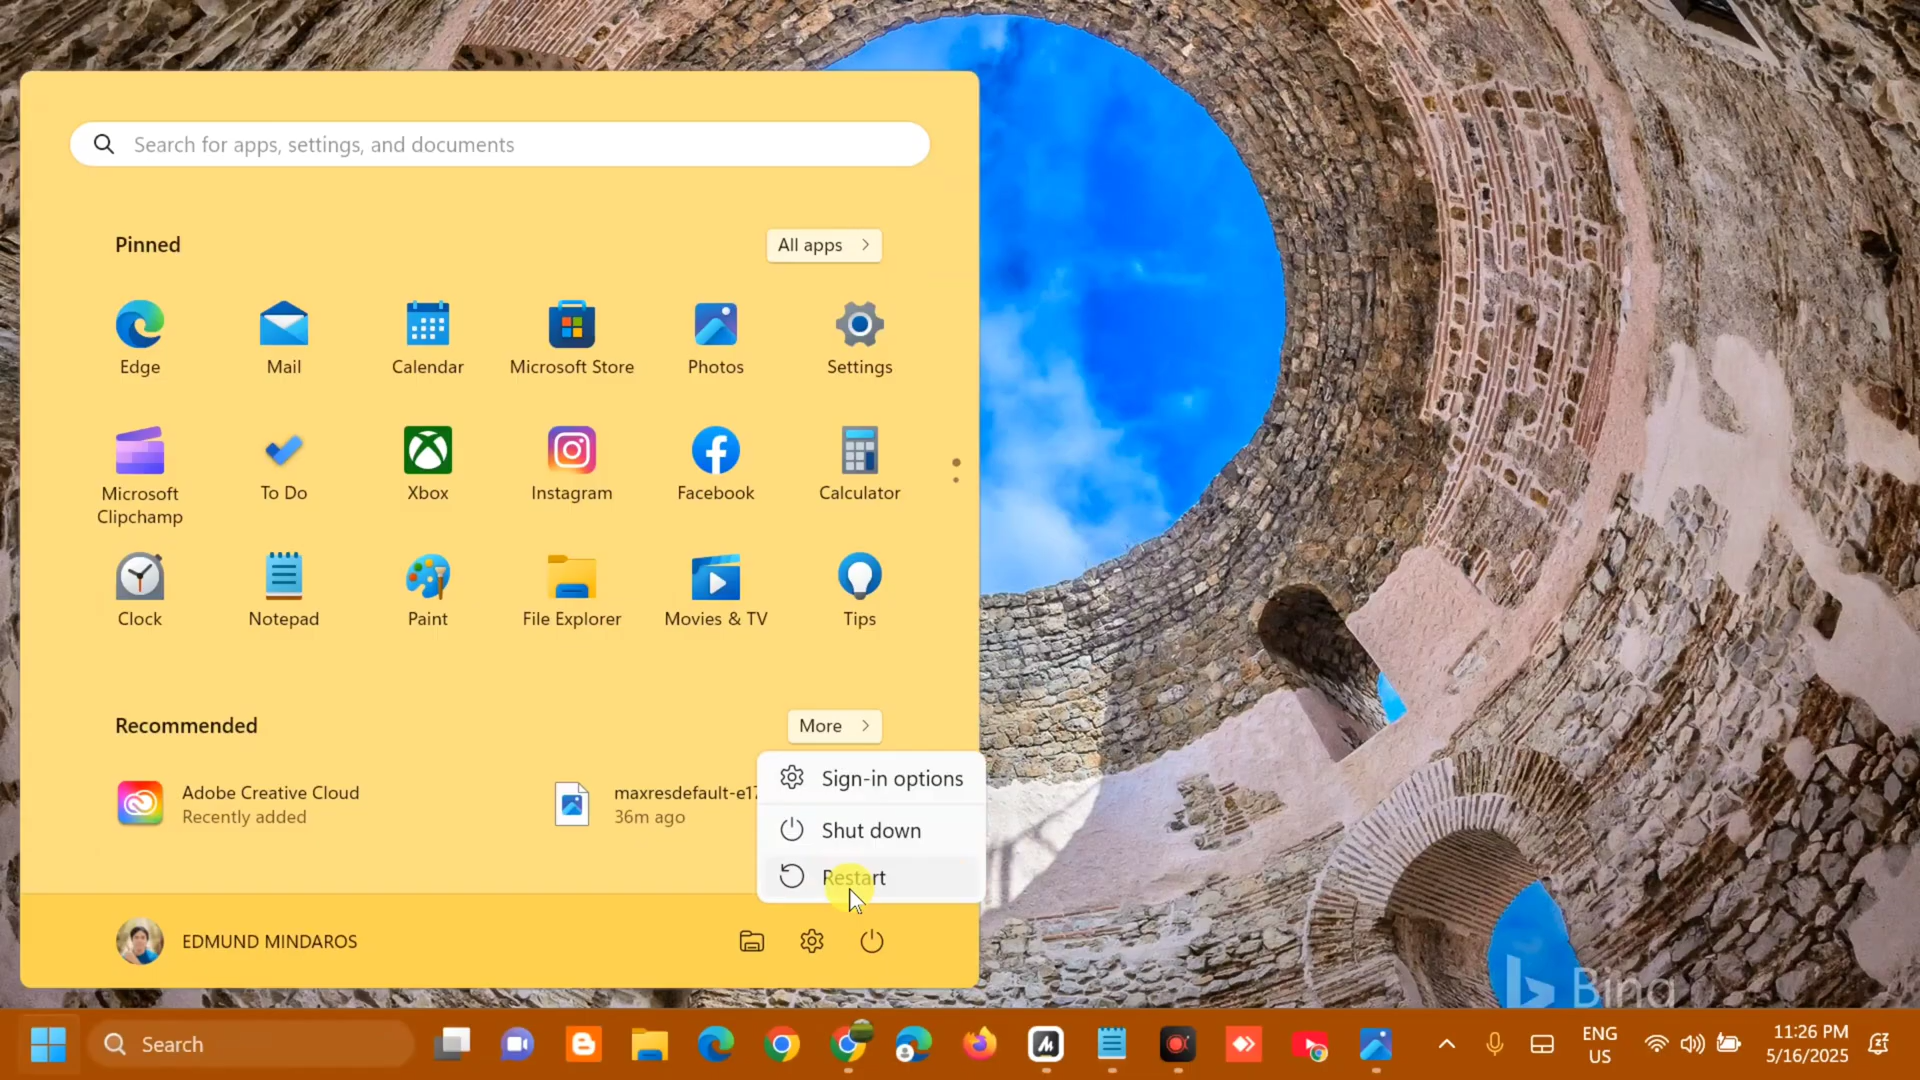 Search for apps, settings, and documents
Pinned
All apps
Edge
Mail
Calendar
Microsoft Store
Photos
Settings
Microsoft
Clipchamp
To Do
Xbox
Instagram
Facebook
Calculator
Clock
Notepad
Paint
File Explorer
Movies & TV
Tips
Recommended
More
Adobe Creative Cloud
Recently added
maxresdefault-e17
36m ago
Sign-in options
Shut down
Restart
EDMUND MINDAROS
Bing
Search
ENG
US
11:26 PM
5/16/2025